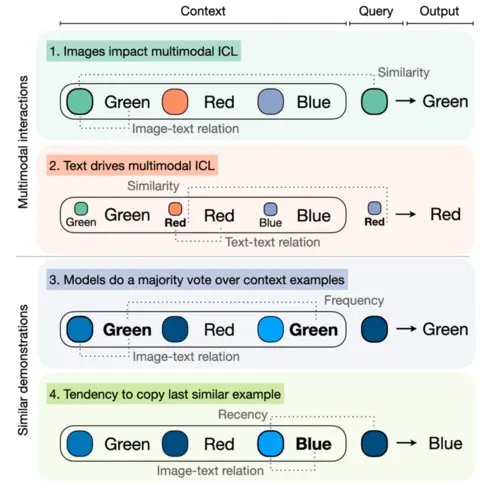 Context Query Output
Multimodal interactions
1. Images impact multimodal ICL
Similarity
Green Red Blue → Green
Image-text relation
2. Text drives multimodal ICL
Similarity
Green Red Blue → Red
Green Red Blue Red
Text-text relation
Similar demonstrations
3. Models do a majority vote over context examples
Frequency
Green Red Green → Green
Image-text relation
4. Tendency to copy last similar example
Recency
Green Red Blue → Blue
Image-text relation